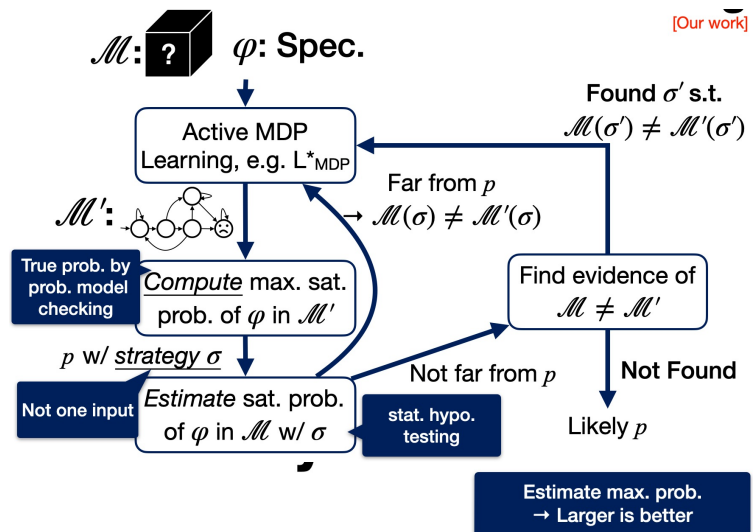 [Our work]
ℳ: ? φ: Spec.
Found σ′ s.t.
ℳ(σ′) ≠ ℳ′(σ′)
Active MDP
Learning, e.g. L*MDP
Far from p
→ ℳ(σ) ≠ ℳ′(σ)
ℳ′:
True prob. by
prob. model
checking
Compute max. sat.
prob. of φ in ℳ′
Find evidence of
ℳ ≠ ℳ′
p w/ strategy σ
Not far from p
Not Found
Not one input
Estimate sat. prob.
of φ in ℳ w/ σ
stat. hypo.
testing
Likely p
Estimate max. prob.
→ Larger is better